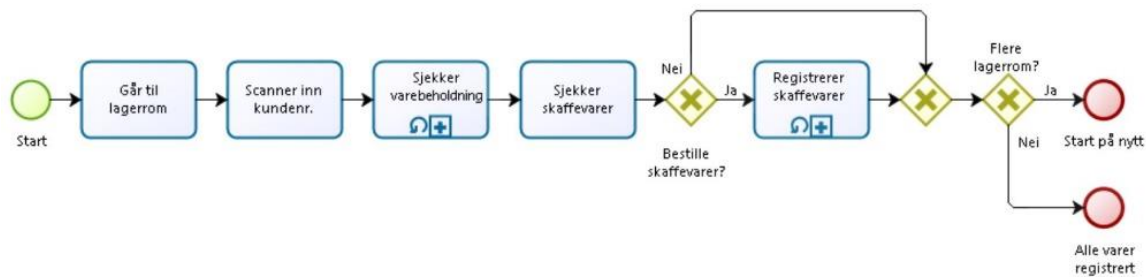 Start
Går til
lagerrom
Scanner inn
kundenr.
Sjekker
varebeholdning
Sjekker
skaffevarer
Nei
Ja
Bestille
skaffevarer?
Registrerer
skaffevarer
Flere
lagerrom?
Ja
Nei
Start på nytt
Alle varer
registrert